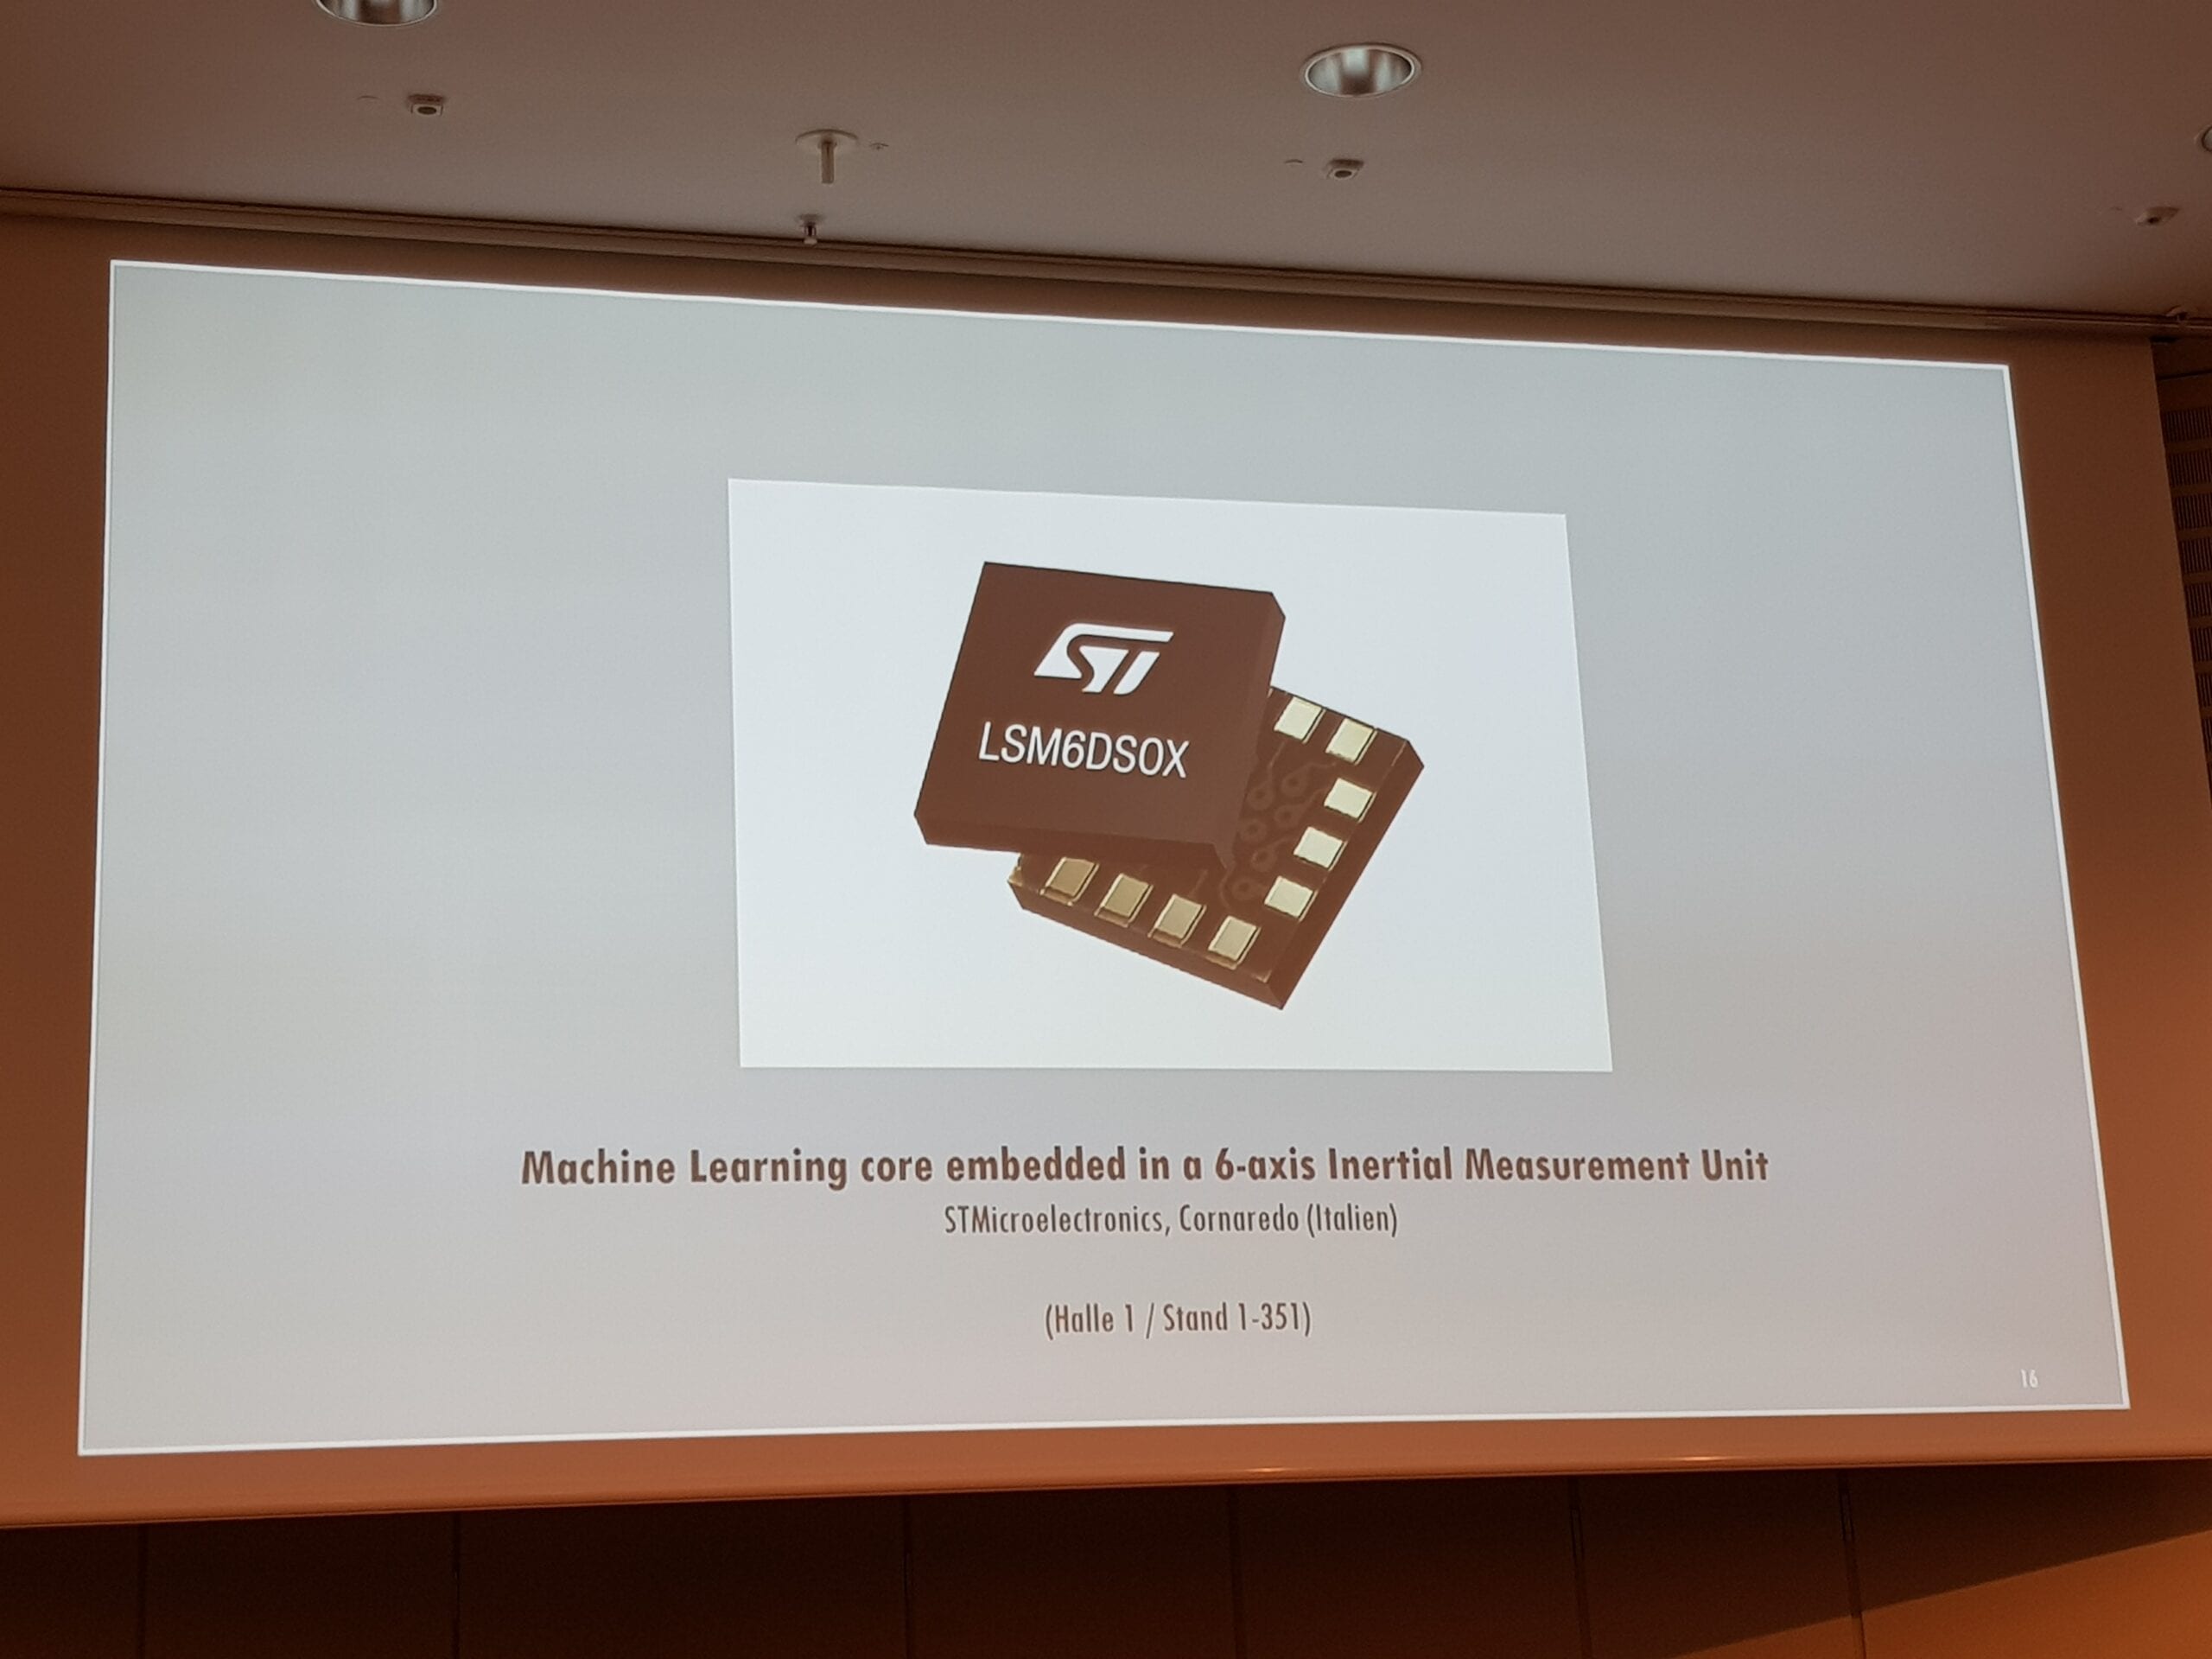 ST
LSM6DSOX
Machine Learning core embedded in a 6-axis Inertial Measurement Unit
STMicroelectronics, Cornaredo (Italien)
(Halle 1 / Stand 1-351)
16